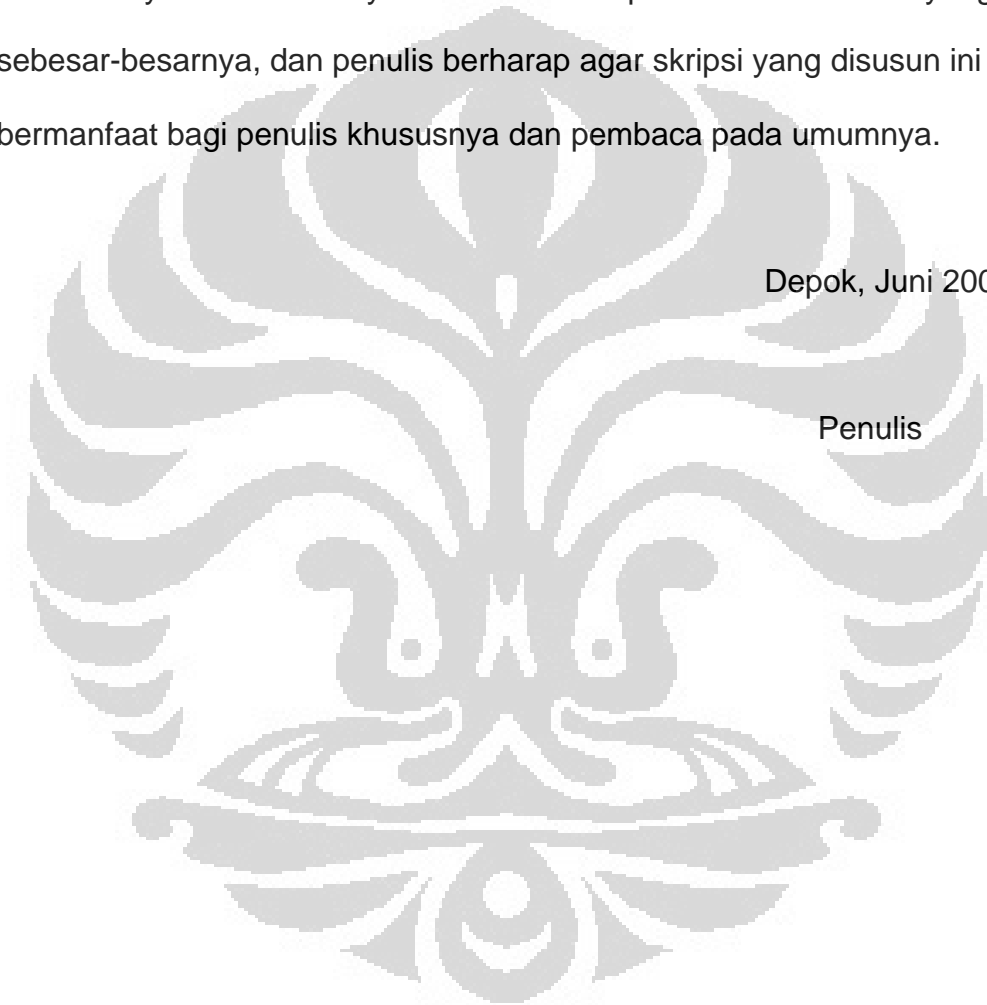 sebesar-besarnya, dan penulis berharap agar skripsi yang disusun ini
bermanfaat bagi penulis khususnya dan pembaca pada umumnya.
Depok, Juni 200
Penulis